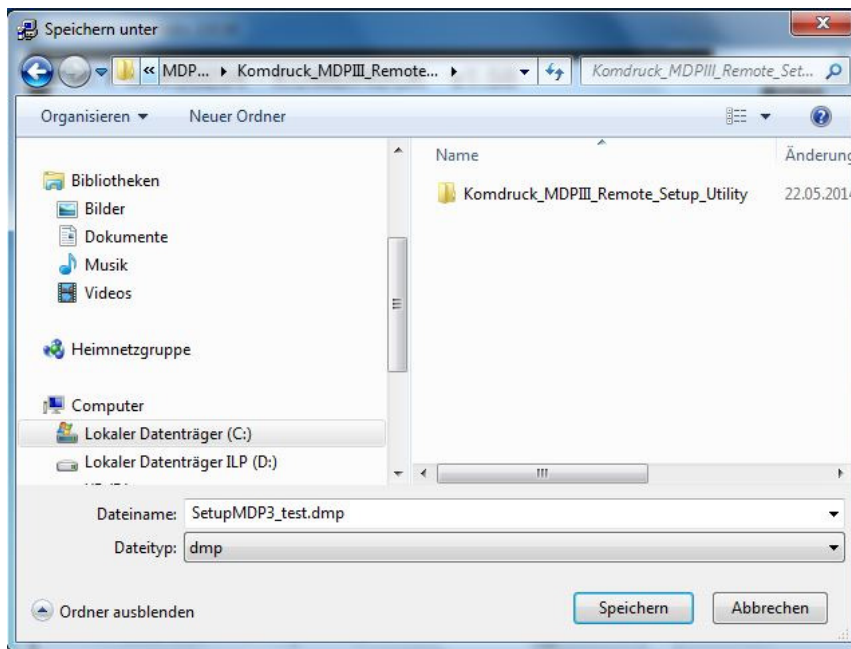 Speichern unter
« MDP... Komdruck_MDPIII_Remote... Komdruck_MDPIII_Remote_Set...
Organisieren Neuer Ordner
Name Änderung
Bibliotheken
Komdruck_MDPIII_Remote_Setup_Utility 22.05.201
Bilder
Dokumente
Musik
Videos
Heimnetzgruppe
Computer
Lokaler Datenträger (C:)
Lokaler Datenträger ILP (D:)
Dateiname: SetupMDP3_test.dmp
Dateityp: dmp
Ordner ausblenden Speichern Abbrechen